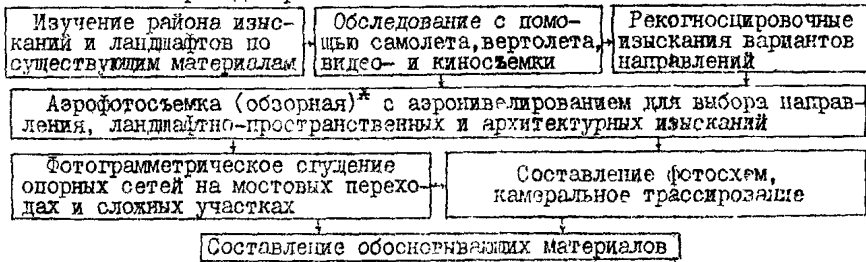 Изучение района изыс-
каний и ландшафтов по
существующим материалам
Обследование с помо-
щью самолета, вертолета,
видео- и киносъемки
Рекогносцировочные
изыскания вариантов
направлений
Аэрофотосъемка (обзорная)* с аэронивелированием для выбора направ-
ления, ландшафтно-пространственных и архитектурных изысканий
Фотограмметрическое сгущение
опорных сетей на мостовых перехо-
дах и сложных участках
Составление фотосхем,
камеральное трассирование
Составление обосновывающих материалов